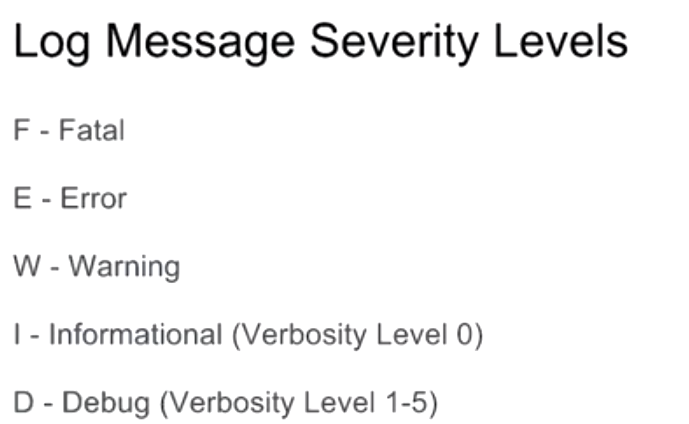 Log Message Severity Levels
F - Fatal
E - Error
W - Warning
I - Informational (Verbosity Level 0)
D - Debug (Verbosity Level 1-5)